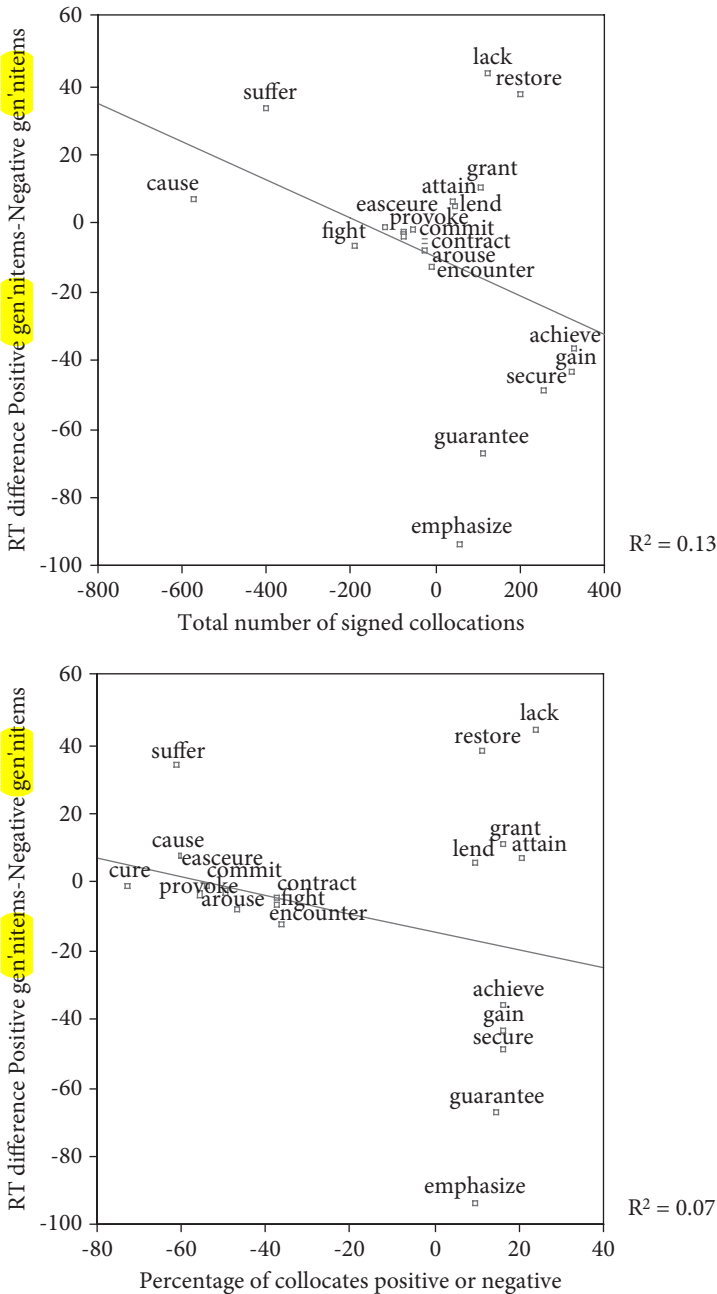 RT difference Positive gen'nitems-Negative gen'nitems
60
40
20
0
-20
-40
-60
-80
-100
lack
restore
suffer
cause
grant
attain
lend
easceure
provoke
commit
fight
contract
arouse
encounter
achieve
gain
secure
guarantee
emphasize
-800
-600
-400
-200
0
200
400
Total number of signed collocations
R² = 0.13
RT difference Positive gen'nitems-Negative gen'nitems
60
40
20
0
-20
-40
-60
-80
-100
lack
restore
suffer
grant
cause
lend
attain
easceure
cure
commit
provoke
contract
arouse
fight
encounter
achieve
gain
secure
guarantee
emphasize
-80
-60
-40
-20
0
20
40
Percentage of collocates positive or negative
R² = 0.07